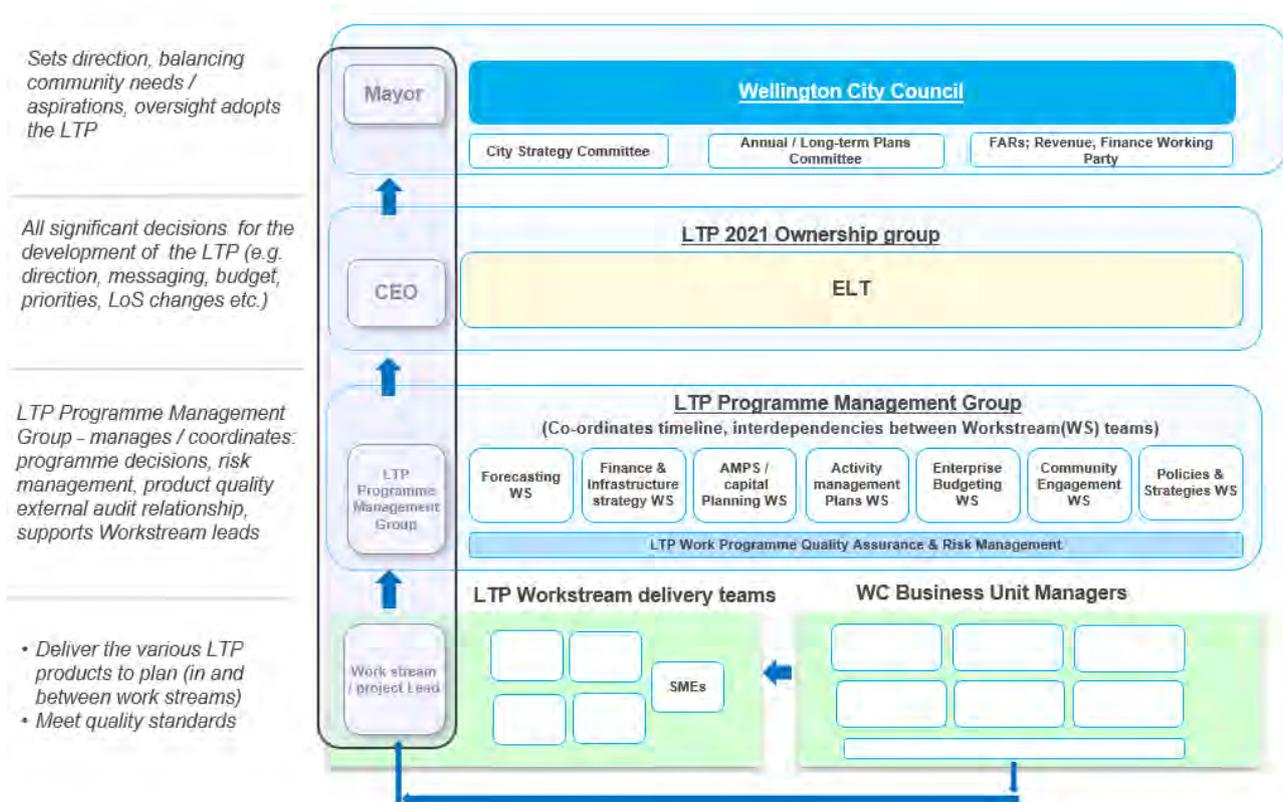 Sets direction, balancing
community needs /
aspirations, oversight adopts
the LTP
Mayor
Wellington City Council
City Strategy Committee
Annual / Long-term Plans
Committee
FARs; Revenue, Finance Working
Party
All significant decisions for the
development of the LTP (e.g.
direction, messaging, budget,
priorities, LoS changes etc.)
CEO
LTP 2021 Ownership group
ELT
LTP Programme Management
Group – manages / coordinates:
programme decisions, risk
management, product quality
external audit relationship,
supports Workstream leads
LTP
Programme
Management
Group
LTP Programme Management Group
(Co-ordinates timeline, interdependencies between Workstream(WS) teams)
Forecasting
WS
Finance &
Infrastructure
strategy WS
AMPS /
capital
Planning WS
Activity
management
Plans WS
Enterprise
Budgeting
WS
Community
Engagement
WS
Policies &
Strategies WS
LTP Work Programme Quality Assurance & Risk Management
• Deliver the various LTP
products to plan (in and
between work streams)
• Meet quality standards
Work stream
/ project Lead
LTP Workstream delivery teams
SMEs
WC Business Unit Managers